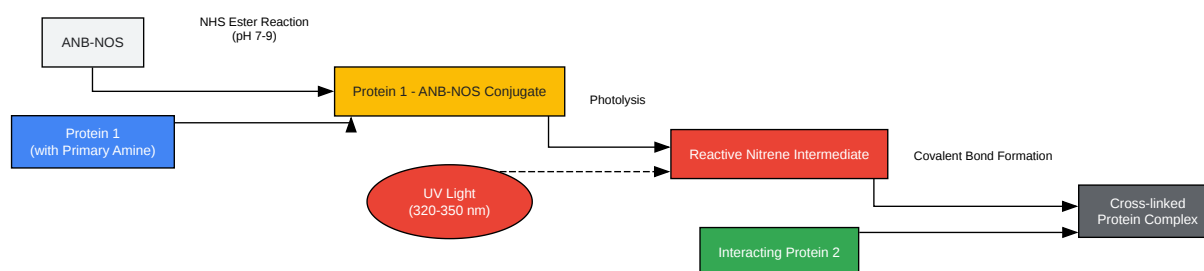 ANB-NOS
NHS Ester Reaction
(pH 7-9)
Protein 1 - ANB-NOS Conjugate
Protein 1
(with Primary Amine)
Photolysis
Reactive Nitrene Intermediate
UV Light
(320-350 nm)
Covalent Bond Formation
Cross-linked
Protein Complex
Interacting Protein 2